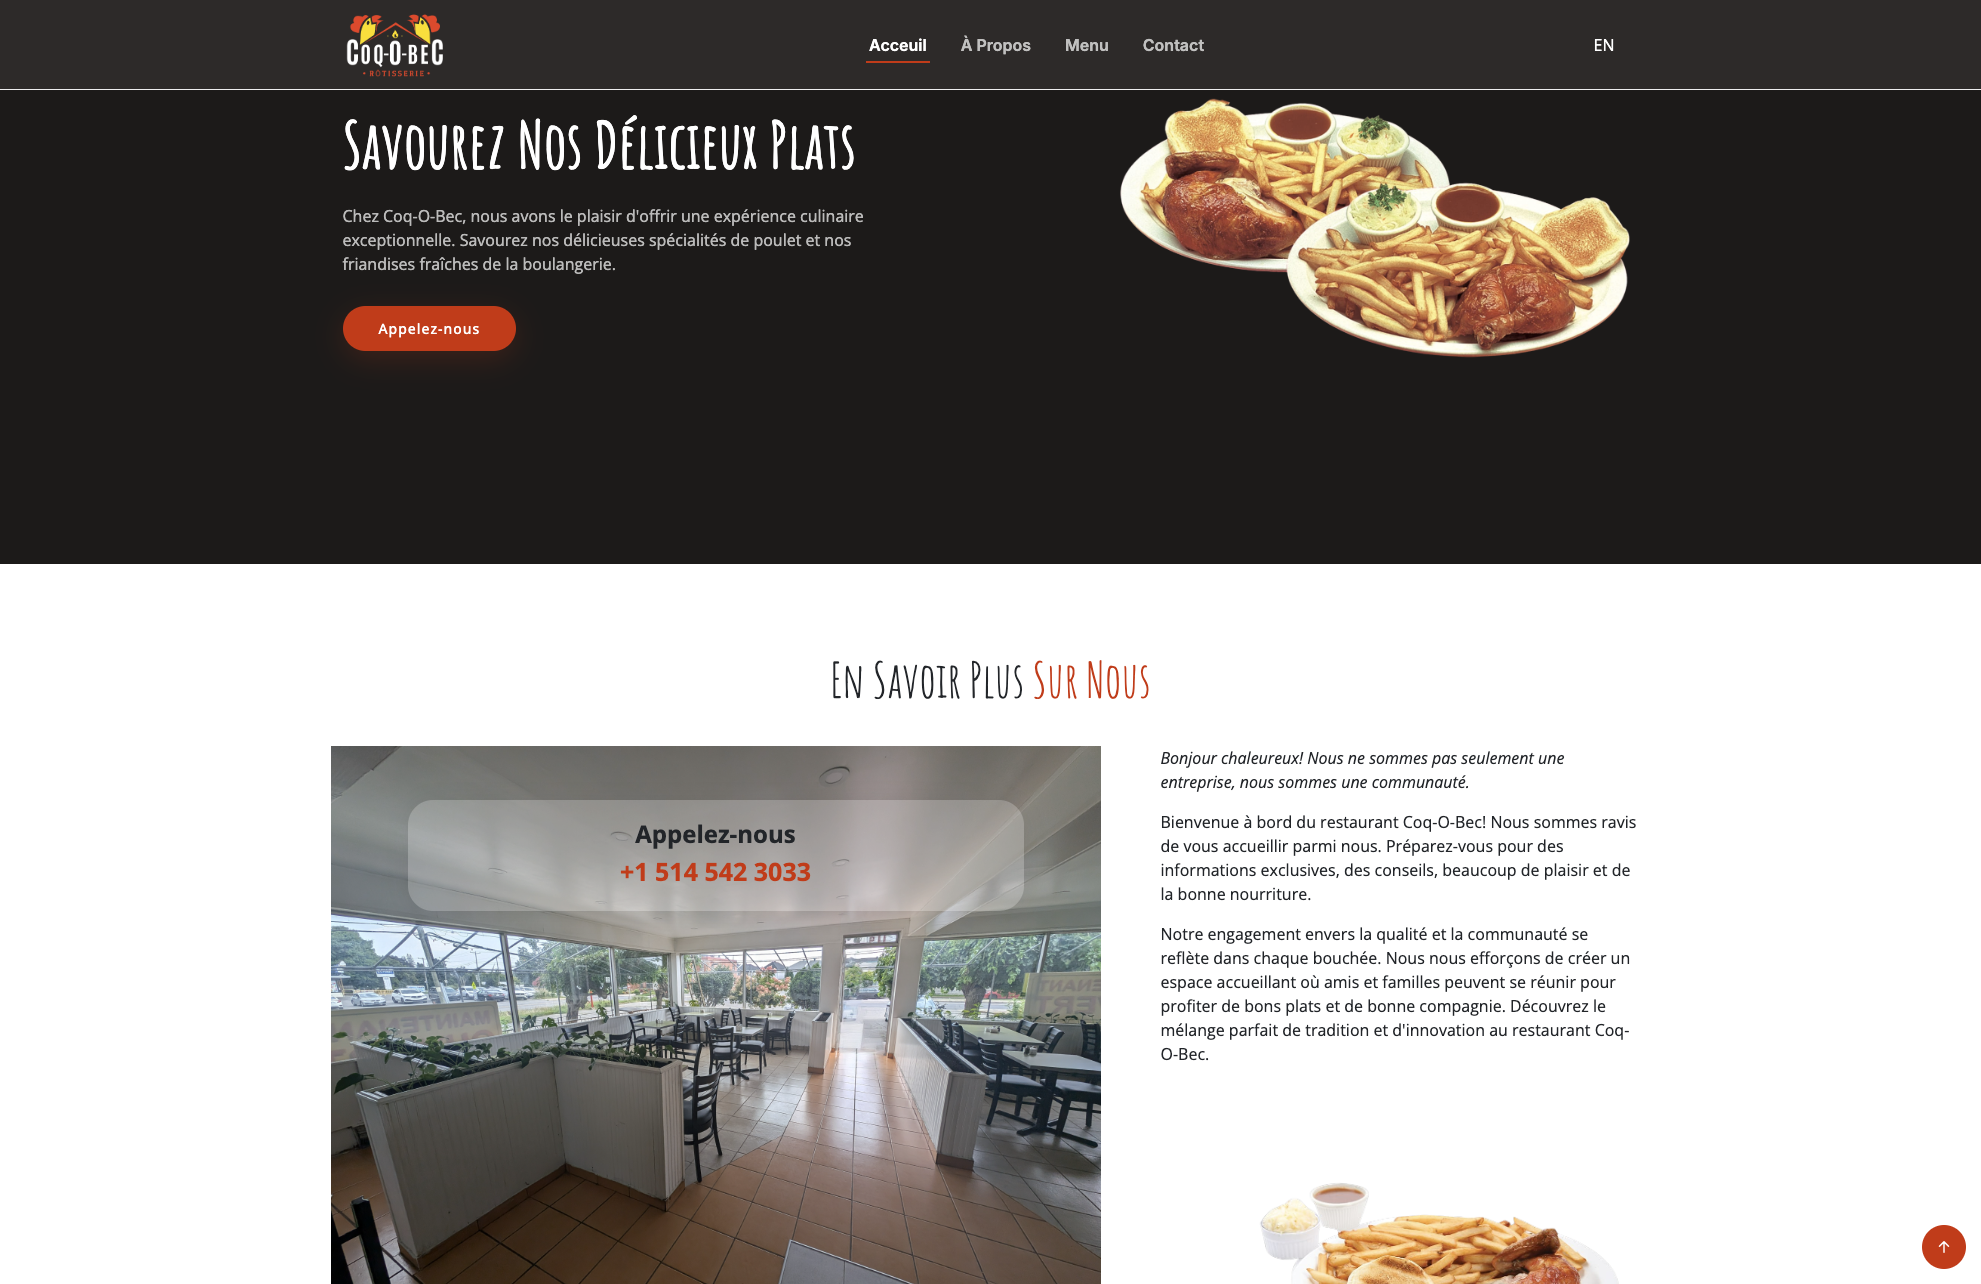 COQ-O-BEC
• RÔTISSERIE •
Acceuil
À Propos
Menu
Contact
EN
Savourez Nos Délicieux Plats
Chez Coq-O-Bec, nous avons le plaisir d'offrir une expérience culinaire
exceptionnelle. Savourez nos délicieuses spécialités de poulet et nos
friandises fraîches de la boulangerie.
Appelez-nous
En Savoir Plus Sur Nous
Appelez-nous
+1 514 542 3033
Bonjour chaleureux! Nous ne sommes pas seulement une
entreprise, nous sommes une communauté.
Bienvenue à bord du restaurant Coq-O-Bec! Nous sommes ravis
de vous accueillir parmi nous. Préparez-vous pour des
informations exclusives, des conseils, beaucoup de plaisir et de
la bonne nourriture.
Notre engagement envers la qualité et la communauté se
reflète dans chaque bouchée. Nous nous efforçons de créer un
espace accueillant où amis et familles peuvent se réunir pour
profiter de bons plats et de bonne compagnie. Découvrez le
mélange parfait de tradition et d'innovation au restaurant Coq-
O-Bec.